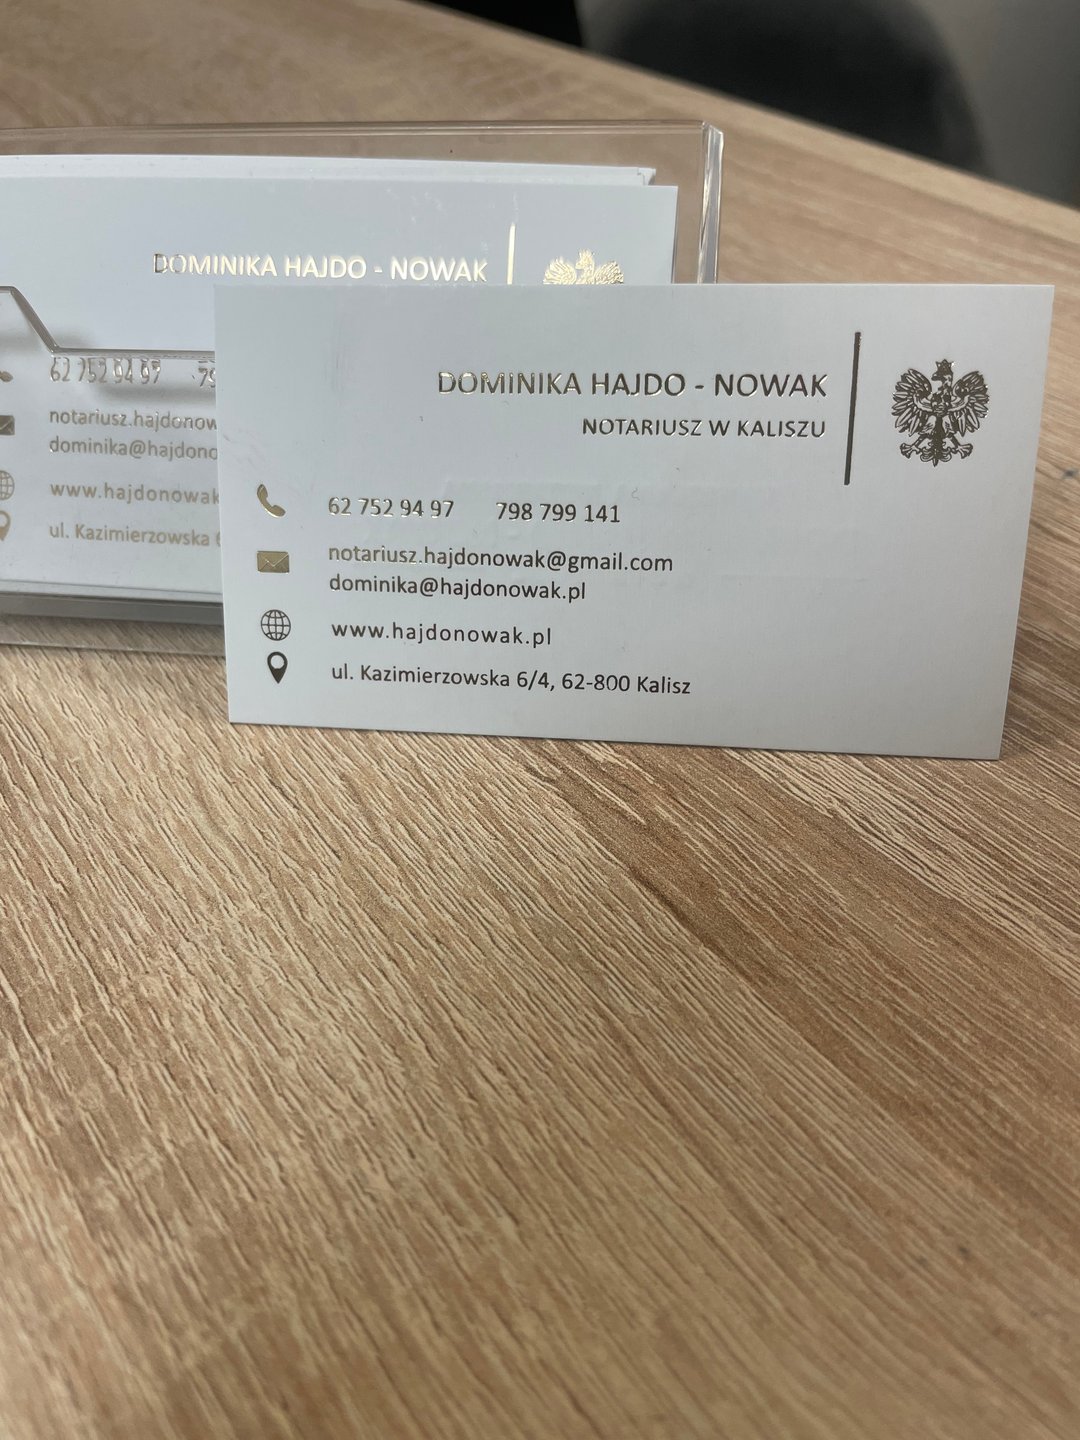 DOMINIKA HAJDO - NOWAK
62 752 94 97
notariusz.hajdonow
dominika@hajdono
www.hajdonowak
ul. Kazimierzowska
DOMINIKA HAJDO - NOWAK
NOTARIUSZ W KALISZU
62 752 94 97 798 799 141
notariusz.hajdonowak@gmail.com
dominika@hajdonowak.pl
www.hajdonowak.pl
ul. Kazimierzowska 6/4, 62-800 Kalisz